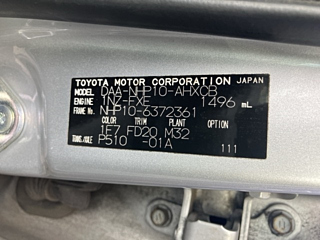 TOYOTA MOTOR CORPORATION JAPAN
MODEL DAA-NHP10-AHXCB
ENGINE 1NZ-FXE 1496 mL
FRAME No. NHP10-6372361
COLOR TRIM PLANT OPTION
1F7 FD20 M32
TRANS./AXLE P510 -01A
111